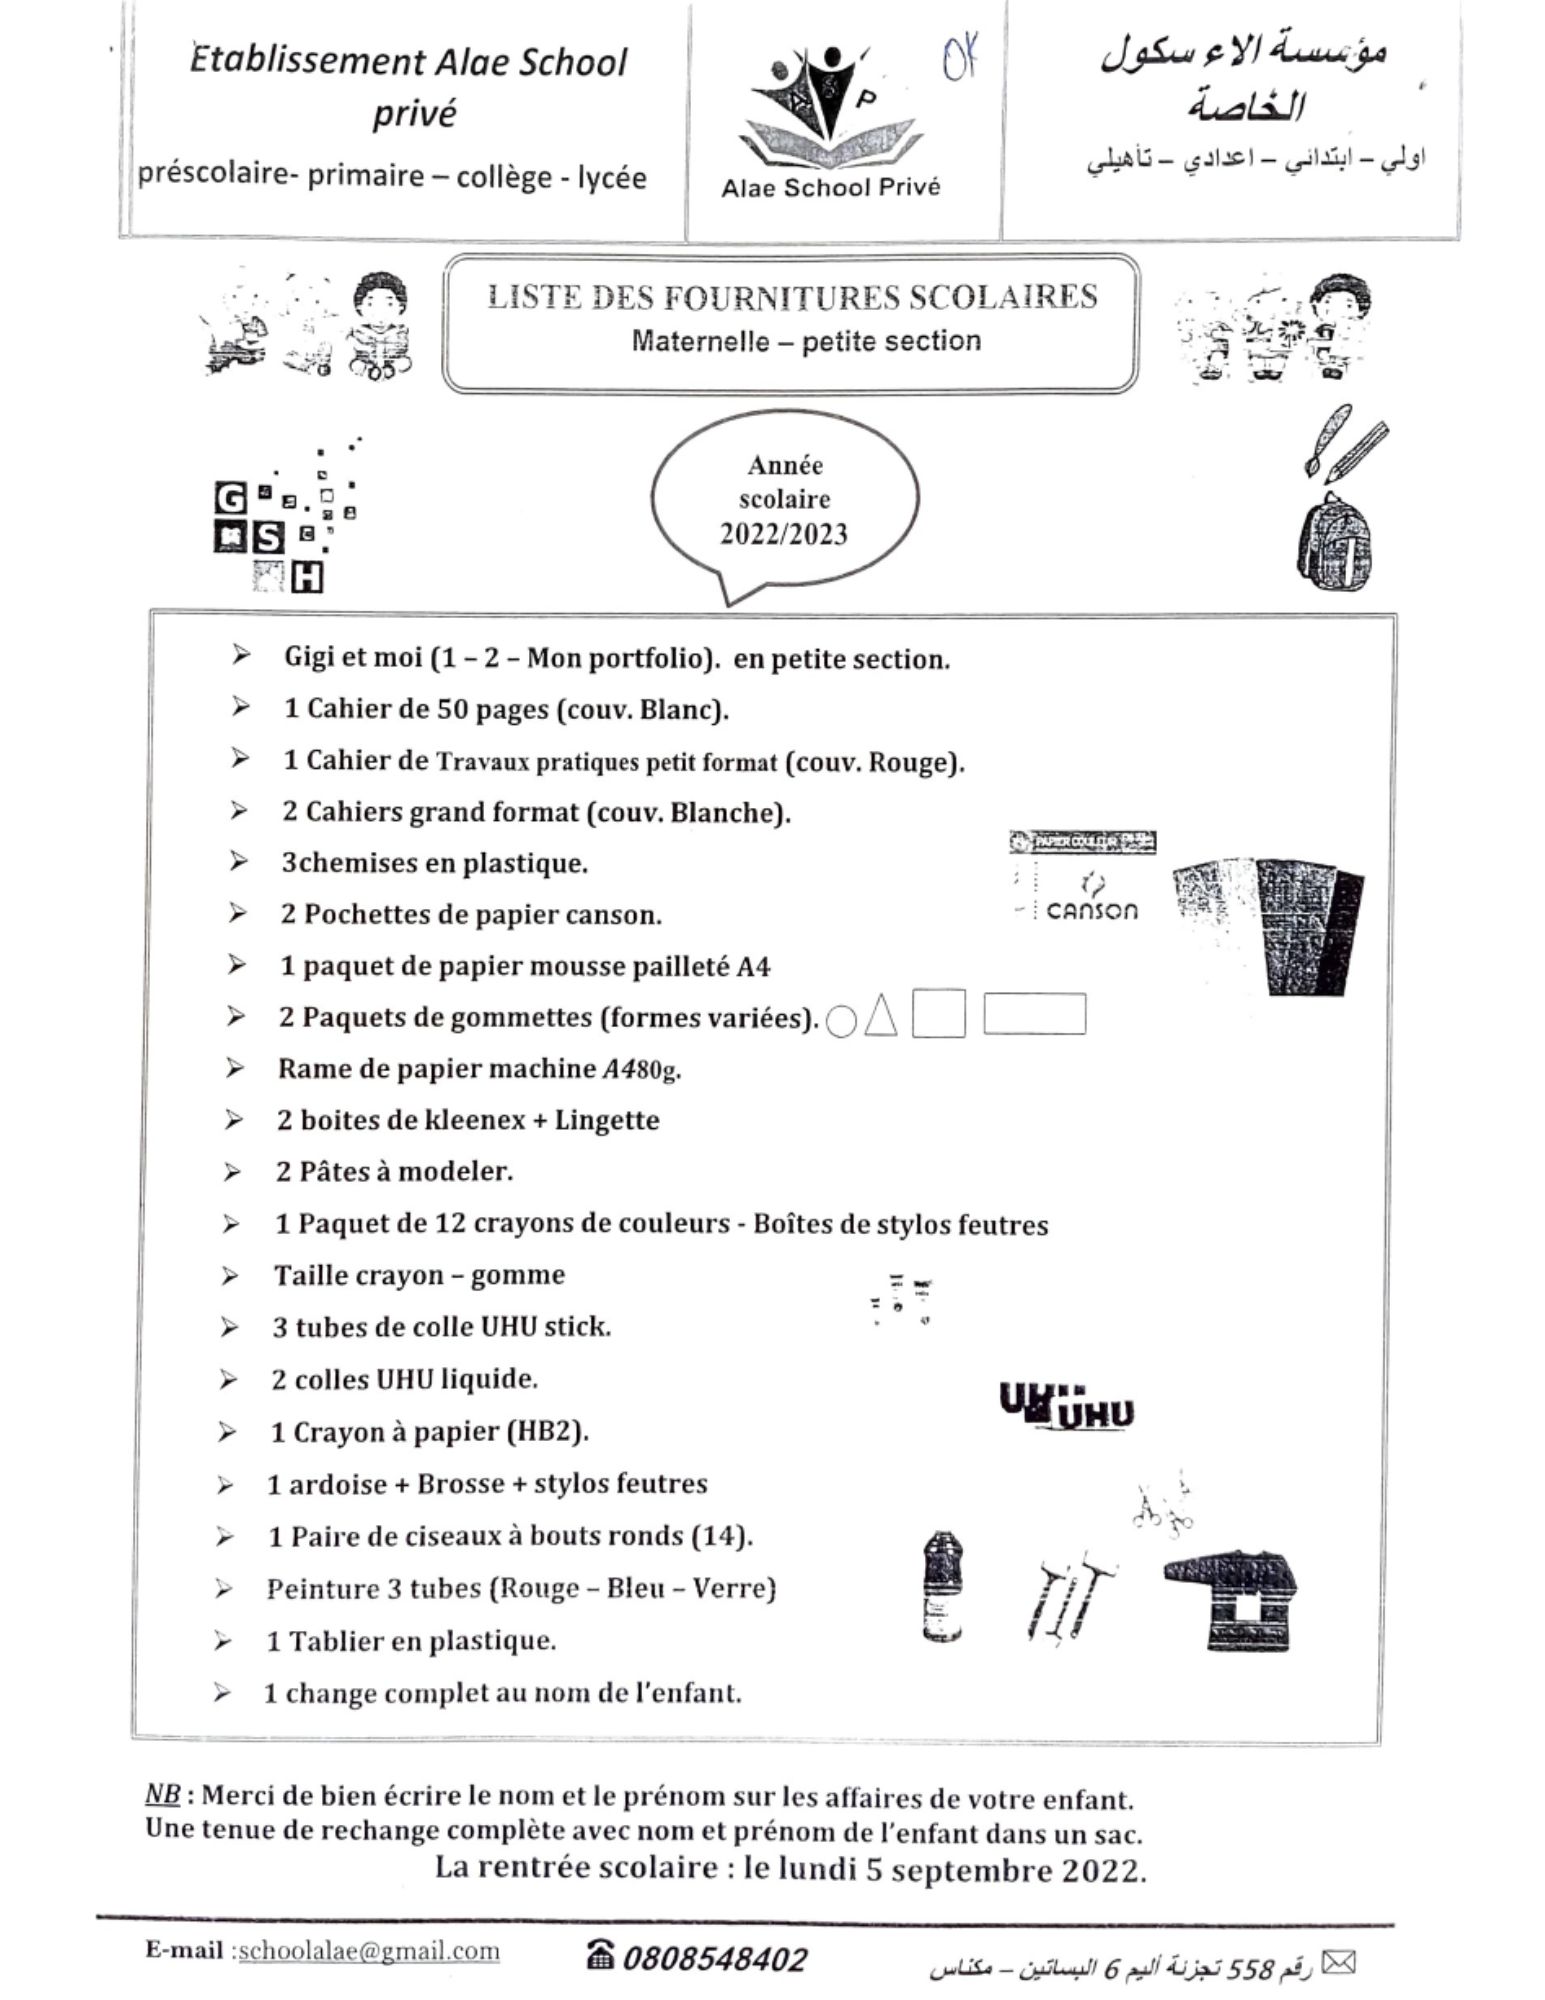 Etablissement Alae School
privé
préscolaire- primaire – collège - lycée
A S P
Alae School Privé
OK
مؤسسة الاء سكول
الخاصة
اولي – ابتدائي – اعدادي – تأهيلي
LISTE DES FOURNITURES SCOLAIRES
Maternelle – petite section
Année
scolaire
2022/2023
G
S C
H
➢ Gigi et moi (1 – 2 – Mon portfolio). en petite section.
➢ 1 Cahier de 50 pages (couv. Blanc).
➢ 1 Cahier de Travaux pratiques petit format (couv. Rouge).
➢ 2 Cahiers grand format (couv. Blanche).
➢ 3chemises en plastique.
➢ 2 Pochettes de papier canson.
PAPIER COULEUR
CANSON
➢ 1 paquet de papier mousse pailleté A4
➢ 2 Paquets de gommettes (formes variées).
➢ Rame de papier machine A480g.
➢ 2 boites de kleenex + Lingette
➢ 2 Pâtes à modeler.
➢ 1 Paquet de 12 crayons de couleurs - Boîtes de stylos feutres
➢ Taille crayon – gomme
➢ 3 tubes de colle UHU stick.
➢ 2 colles UHU liquide.
UHU
➢ 1 Crayon à papier (HB2).
➢ 1 ardoise + Brosse + stylos feutres
➢ 1 Paire de ciseaux à bouts ronds (14).
➢ Peinture 3 tubes (Rouge – Bleu – Verre)
➢ 1 Tablier en plastique.
➢ 1 change complet au nom de l'enfant.
NB : Merci de bien écrire le nom et le prénom sur les affaires de votre enfant.
Une tenue de rechange complète avec nom et prénom de l'enfant dans un sac.
La rentrée scolaire : le lundi 5 septembre 2022.
E-mail :schoolalae@gmail.com
0808548402
رقم 558 تجزئة أليم 6 البساتين – مكناس